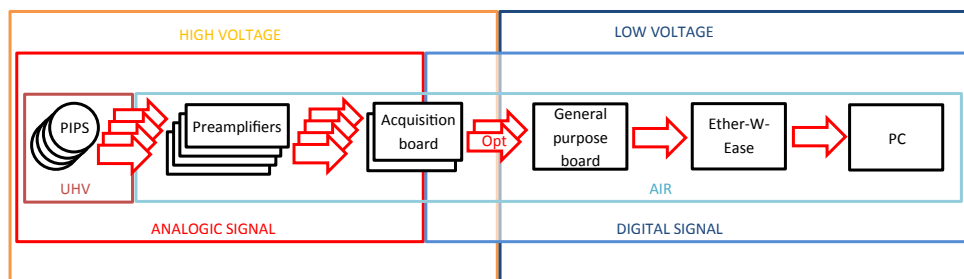 HIGH VOLTAGE
LOW VOLTAGE
PIPS
Preamplifiers
Acquisition
board
Opt
General
purpose
board
Ether-W-
Ease
PC
UHV
AIR
ANALOGIC SIGNAL
DIGITAL SIGNAL